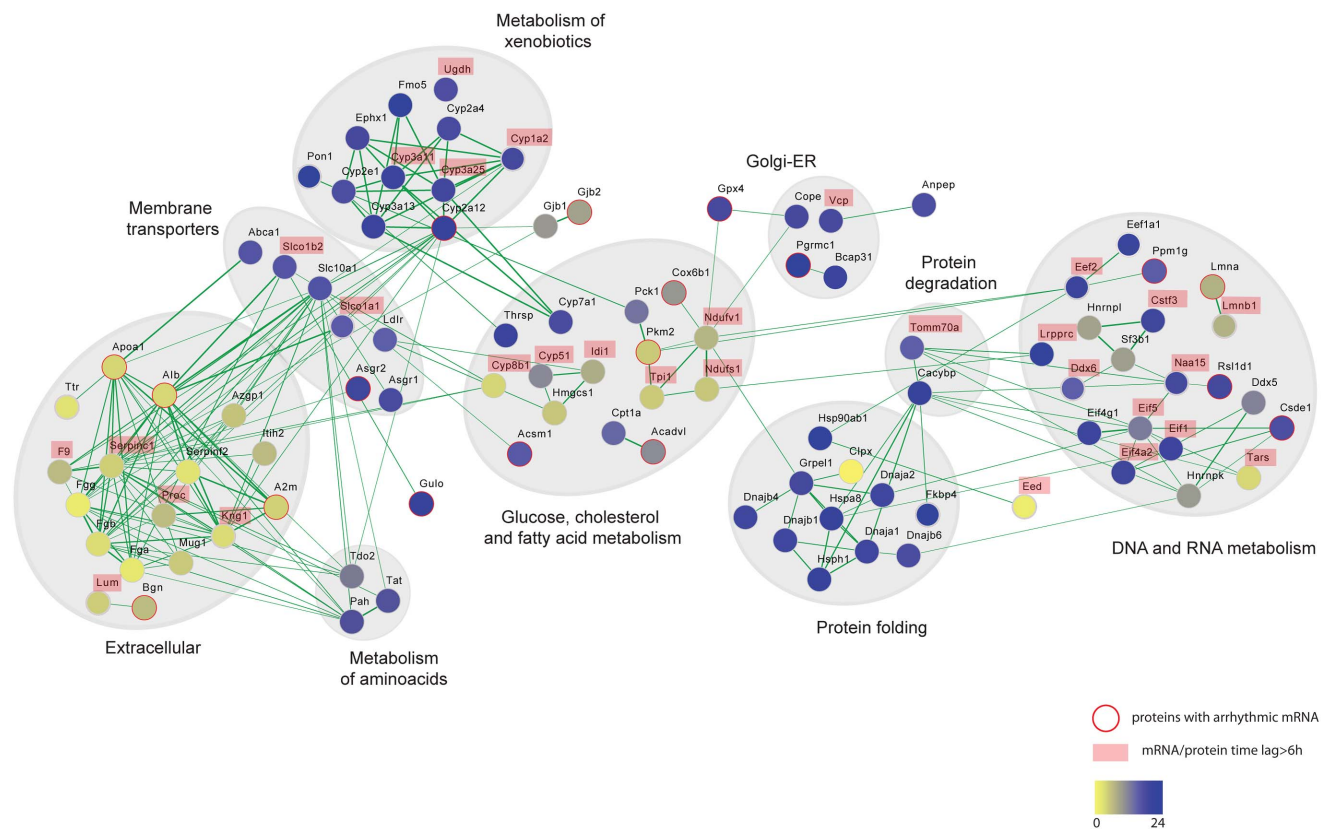 Metabolism of
xenobiotics
Ugdh
Fmo5
Cyp2a4
Ephx1
Cyp1a2
Pon1
Cyp3a11
Cyp3a25
Cyp2e1
Cyp3a13
Cyp2a12
Gjb2
Gjb1
Membrane
transporters
Abca1
Slco1b2
Slc10a1
Slco1a1
Ldlr
Asgr2
Asgr1
Gulo
Golgi-ER
Gpx4
Cope
Vcp
Anpep
Pgrmc1
Bcap31
Cox6b1
Pck1
Cyp7a1
Thrsp
Pkm2
Ndufv1
Cyp8b1
Cyp51
Idi1
Tpi1
Ndufs1
Hmgcs1
Cpt1a
Acadvl
Acsm1
Glucose, cholesterol
and fatty acid metabolism
Protein
degradation
Tomm70a
Cacybp
Eef1a1
Ppm1g
Eef2
Lmna
Hnrnpl
Cstf3
Lmnb1
Lrpprc
Sf3b1
Ddx6
Naa15
Rsl1d1
Ddx5
Eif4g1
Eif5
Eif1
Csde1
Eif4a2
Tars
Hnrnpk
DNA and RNA metabolism
Hsp90ab1
Clpx
Grpel1
Dnaja2
Eed
Dnajb4
Hspa8
Fkbp4
Dnajb1
Dnaja1
Dnajb6
Hsph1
Protein folding
Apoa1
Alb
Ttr
Azgp1
Itih2
F9
Serpinc1
Serpinf2
Fgg
Proc
A2m
Fgb
Kng1
Fga
Mug1
Lum
Bgn
Extracellular
Tdo2
Tat
Pah
Metabolism
of aminoacids
proteins with arrhythmic mRNA
mRNA/protein time lag>6h
0 24